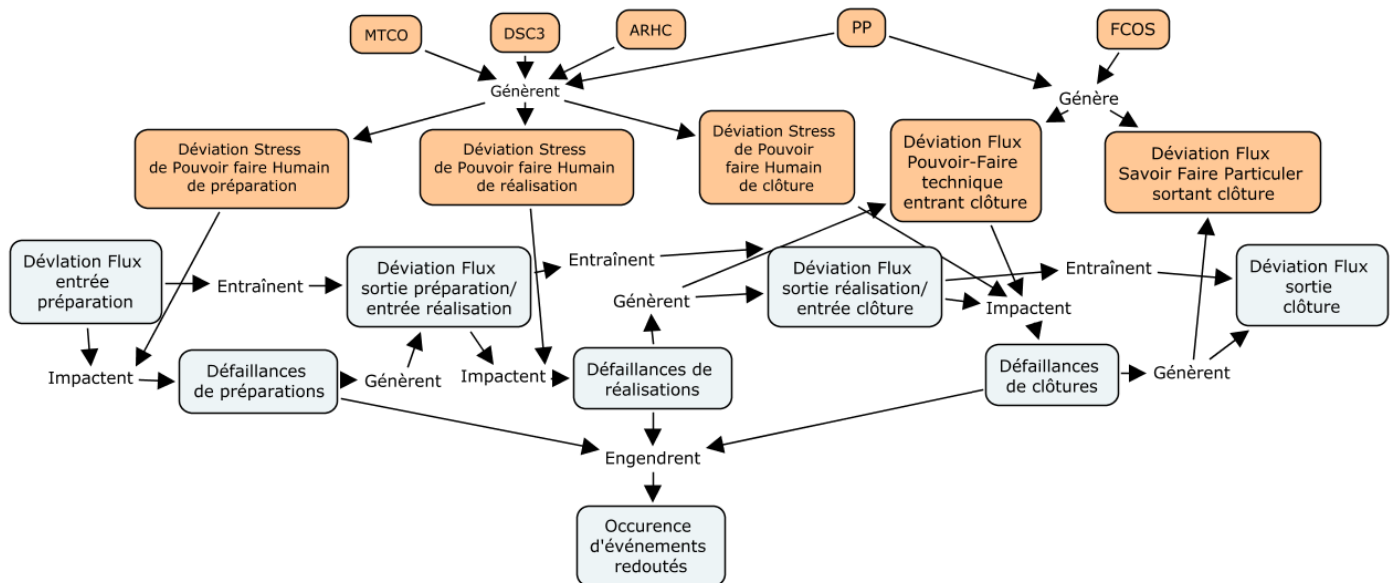 MTCO
DSC3
ARHC
PP
FCOS
Génèrent
Génère
Déviation Stress
de Pouvoir faire Humain
de préparation
Déviation Stress
de Pouvoir faire Humain
de réalisation
Déviation Stress
de Pouvoir
faire Humain
de clôture
Déviation Flux
Pouvoir-Faire
technique
entrant clôture
Déviation Flux
Savoir Faire Particuler
sortant clôture
Dévlation Flux
entrée
préparation
Entraînent
Déviation Flux
sortie préparation/
entrée réalisation
Entraînent
Génèrent
Déviation Flux
sortie réalisation/
entrée clôture
Entraînent
Impactent
Déviation Flux
sortie
clôture
Impactent
Défaillances
de préparations
Génèrent
Impactent
Défaillances de
réalisations
Défaillances
de clôtures
Génèrent
Engendrent
Occurence
d'événements
redoutés